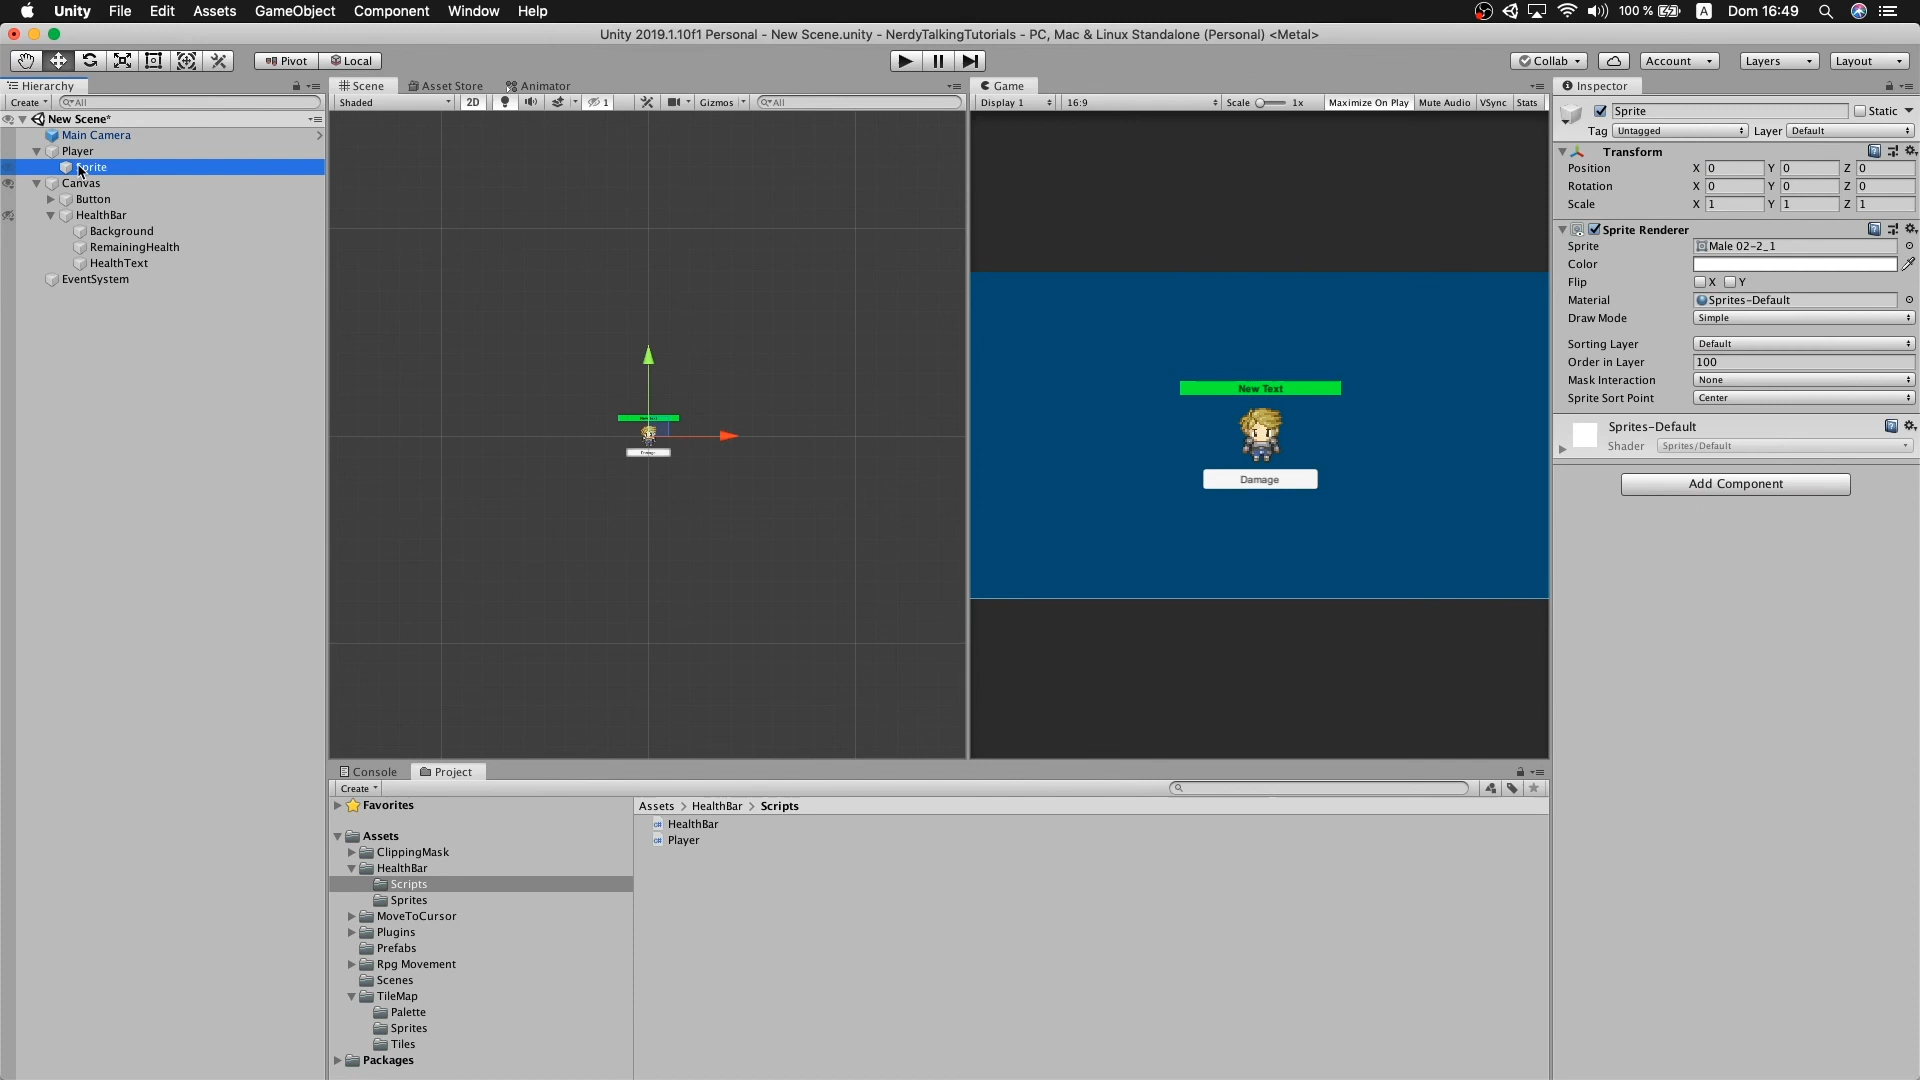 Unity File Edit Assets GameObject Component Window Help 100 % A Dom 16:49
Unity 2019.1.10f1 Personal - New Scene.unity - NerdyTalkingTutorials - PC, Mac & Linux Standalone (Personal) <Metal>
Pivot Local Collab Account Layers Layout
Hierarchy
Create All
New Scene*
Main Camera
Player
Sprite
Canvas
Button
HealthBar
Background
RemainingHealth
HealthText
EventSystem
Scene Asset Store Animator
Shaded 2D 1 Gizmos All
Game
Display 1 16:9 Scale 1x Maximize On Play Mute Audio VSync Stats
New Text
Damage
Inspector
Sprite Static
Tag Untagged Layer Default
Transform
Position X 0 Y 0 Z 0
Rotation X 0 Y 0 Z 0
Scale X 1 Y 1 Z 1
Sprite Renderer
Sprite Male 02-2_1
Color
Flip X Y
Material Sprites-Default
Draw Mode Simple
Sorting Layer Default
Order in Layer 100
Mask Interaction None
Sprite Sort Point Center
Sprites-Default
Shader Sprites/Default
Add Component
Console Project
Create
Favorites
Assets
ClippingMask
HealthBar
Scripts
Sprites
MoveToCursor
Plugins
Prefabs
Rpg Movement
Scenes
TileMap
Palette
Sprites
Tiles
Packages
Assets > HealthBar > Scripts
HealthBar
Player